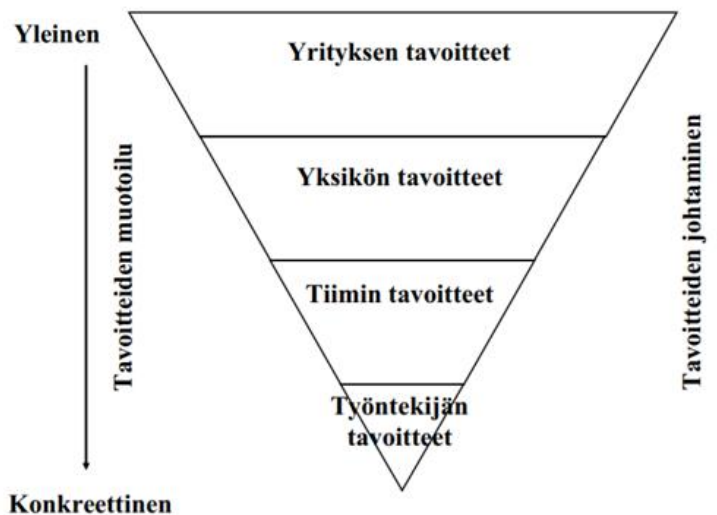 Yleinen
Yrityksen tavoitteet
Yksikön tavoitteet
Tiimin tavoitteet
Työntekijän
tavoitteet
Tavoitteiden muotoilu
Tavoitteiden johtaminen
Konkreettinen